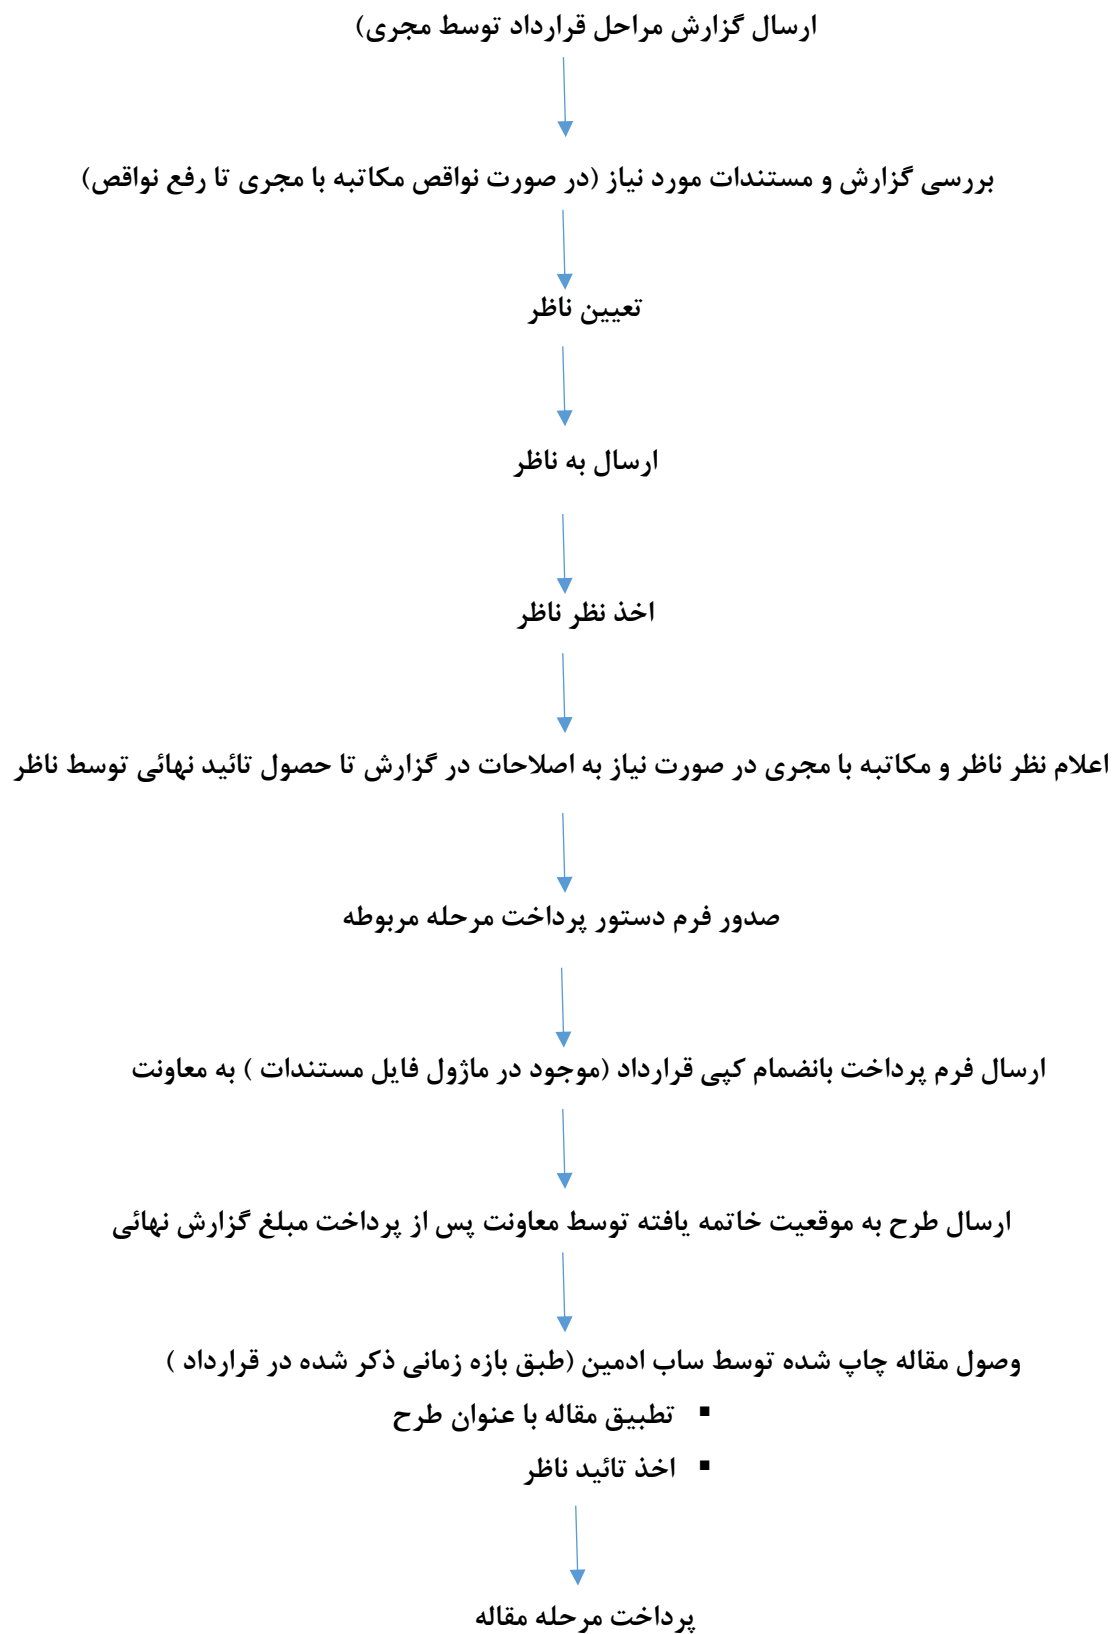 ارسال گزارش مراحل قرارداد توسط مجری)
بررسی گزارش و مستندات مورد نیاز (در صورت نواقص مکاتبه با مجری تا رفع نواقص)
تعیین ناظر
ارسال به ناظر
اخذ نظر ناظر
اعلام نظر ناظر و مکاتبه با مجری در صورت نیاز به اصلاحات در گزارش تا حصول تائید نهائی توسط ناظر
صدور فرم دستور پرداخت مرحله مربوطه
ارسال فرم پرداخت بانضمام کپی قرارداد (موجود در ماژول فایل مستندات ) به معاونت
ارسال طرح به موقعیت خاتمه یافته توسط معاونت پس از پرداخت مبلغ گزارش نهائی
وصول مقاله چاپ شده توسط ساب ادمین (طبق بازه زمانی ذکر شده در قرارداد )
▪ تطبیق مقاله با عنوان طرح
▪ اخذ تائید ناظر
پرداخت مرحله مقاله